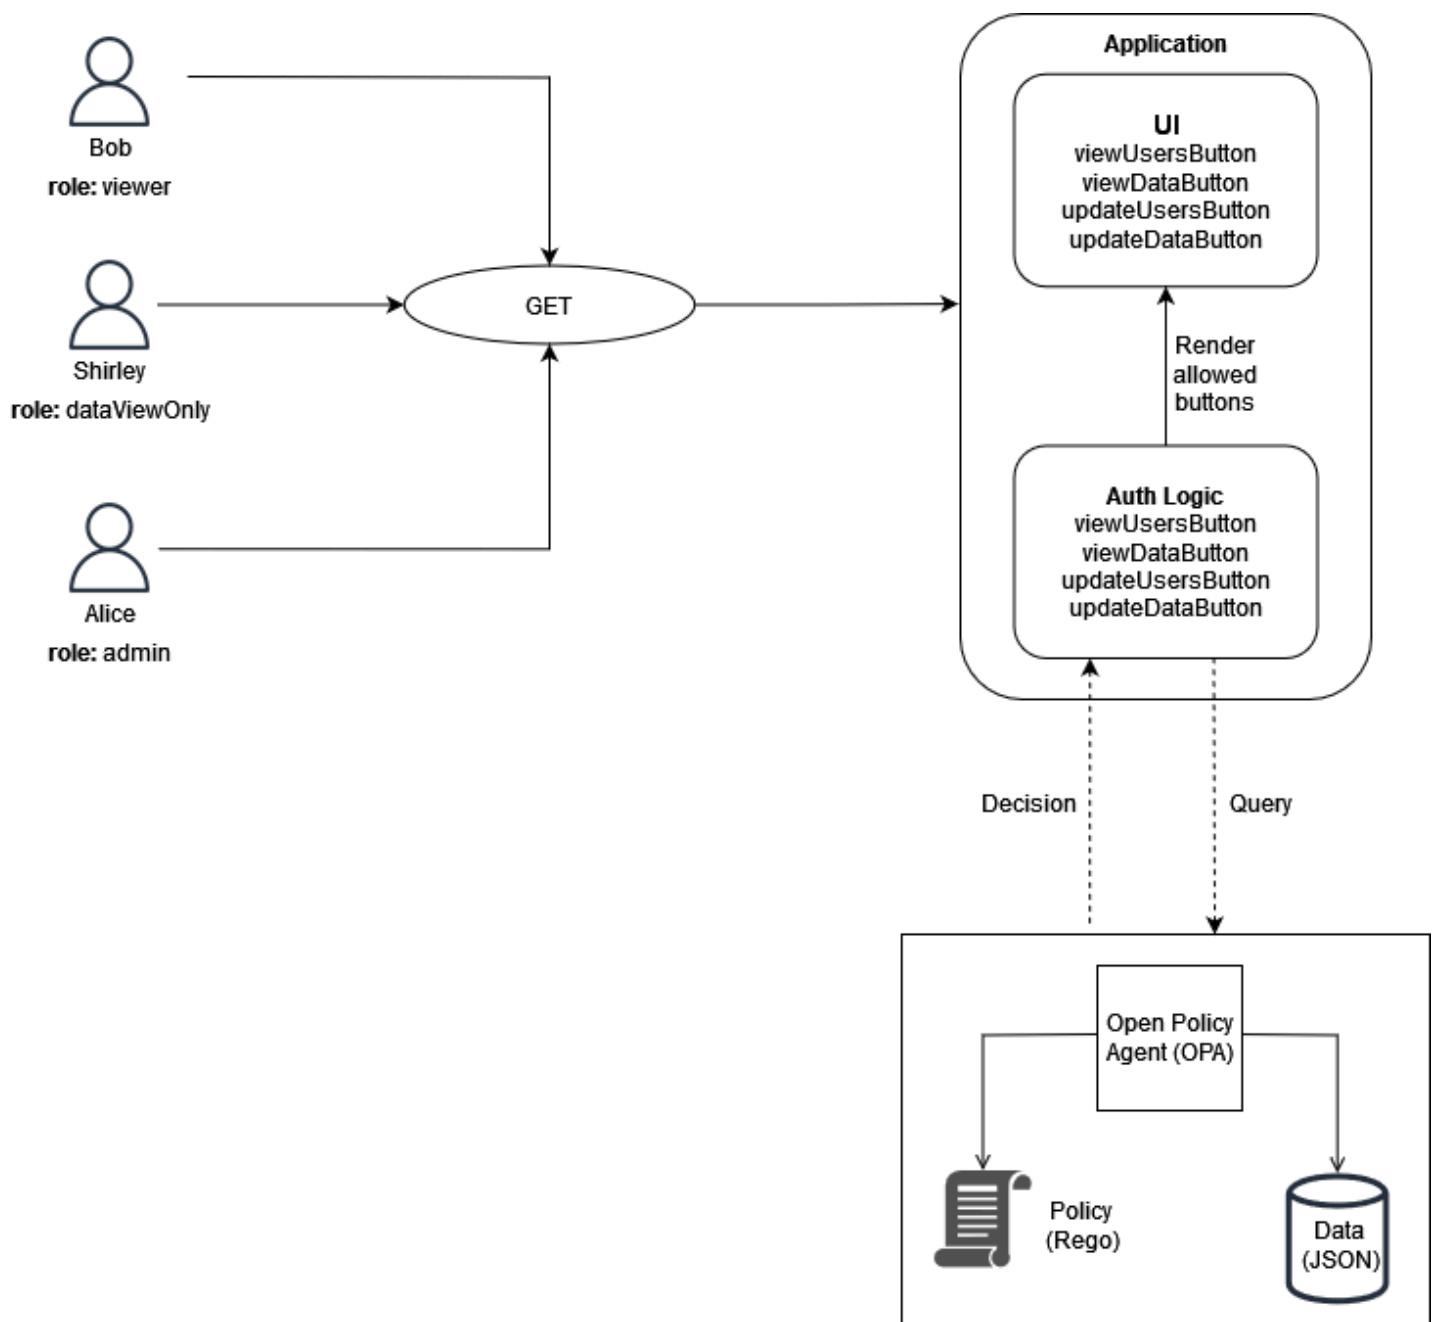 Application
UI
viewUsersButton
viewDataButton
updateUsersButton
updateDataButton
Bob
role: viewer
GET
Shirley
role: dataViewOnly
Render
allowed
buttons
Auth Logic
viewUsersButton
viewDataButton
updateUsersButton
updateDataButton
Alice
role: admin
Decision
Query
Open Policy
Agent (OPA)
Policy
(Rego)
Data
(JSON)